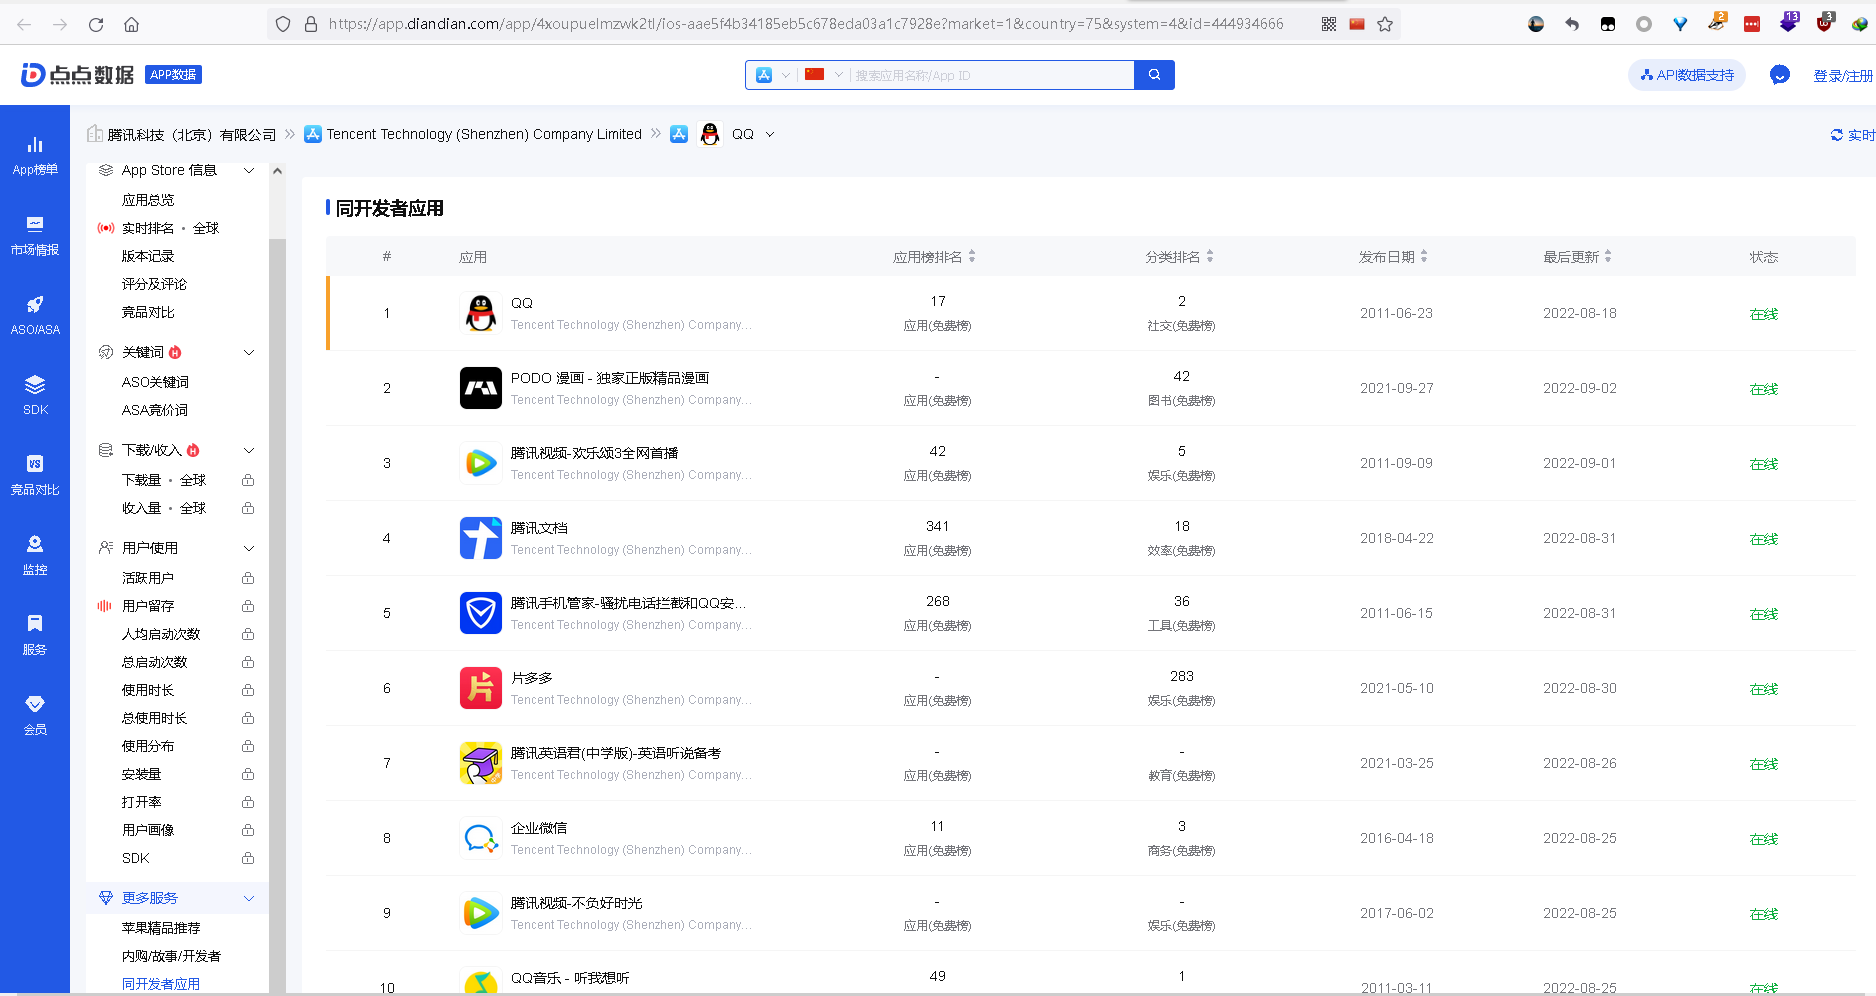 https://app.diandian.com/app/4xoupuelmzwk2tl/ios-aae5f4b34185eb5c678eda03a1c7928e?market=1&country=75&system=4&id=444934666
2
13
3
点点数据
APP数据
搜索应用名称/App ID
API数据支持
登录/注册
腾讯科技（北京）有限公司
Tencent Technology (Shenzhen) Company Limited
QQ
实时
App榜单
市场情报
ASO/ASA
SDK
VS
竞品对比
监控
服务
会员
App Store 信息
应用总览
实时排名 • 全球
版本记录
评分及评论
竞品对比
关键词
ASO关键词
ASA竞价词
下载/收入
下载量 • 全球
收入量 • 全球
用户使用
活跃用户
用户留存
人均启动次数
总启动次数
使用时长
总使用时长
使用分布
安装量
打开率
用户画像
SDK
更多服务
苹果精品推荐
内购/故事/开发者
同开发者应用
同开发者应用
# 应用 应用榜排名 分类排名 发布日期 最后更新 状态
1 QQ 17 2 2011-06-23 2022-08-18 在线
Tencent Technology (Shenzhen) Company... 应用(免费榜) 社交(免费榜)
2 PODO 漫画 - 独家正版精品漫画 - 42 2021-09-27 2022-09-02 在线
Tencent Technology (Shenzhen) Company... 应用(免费榜) 图书(免费榜)
3 腾讯视频-欢乐颂3全网首播 42 5 2011-09-09 2022-09-01 在线
Tencent Technology (Shenzhen) Company... 应用(免费榜) 娱乐(免费榜)
4 腾讯文档 341 18 2018-04-22 2022-08-31 在线
Tencent Technology (Shenzhen) Company... 应用(免费榜) 效率(免费榜)
5 腾讯手机管家-骚扰电话拦截和QQ安... 268 36 2011-06-15 2022-08-31 在线
Tencent Technology (Shenzhen) Company... 应用(免费榜) 工具(免费榜)
6 片多多 - 283 2021-05-10 2022-08-30 在线
Tencent Technology (Shenzhen) Company... 应用(免费榜) 娱乐(免费榜)
7 腾讯英语君(中学版)-英语听说备考 - - 2021-03-25 2022-08-26 在线
Tencent Technology (Shenzhen) Company... 应用(免费榜) 教育(免费榜)
8 企业微信 11 3 2016-04-18 2022-08-25 在线
Tencent Technology (Shenzhen) Company... 应用(免费榜) 商务(免费榜)
9 腾讯视频-不负好时光 - - 2017-06-02 2022-08-25 在线
Tencent Technology (Shenzhen) Company... 应用(免费榜) 娱乐(免费榜)
10 QQ音乐 - 听我想听 49 1 2011-03-11 2022-08-25 在线